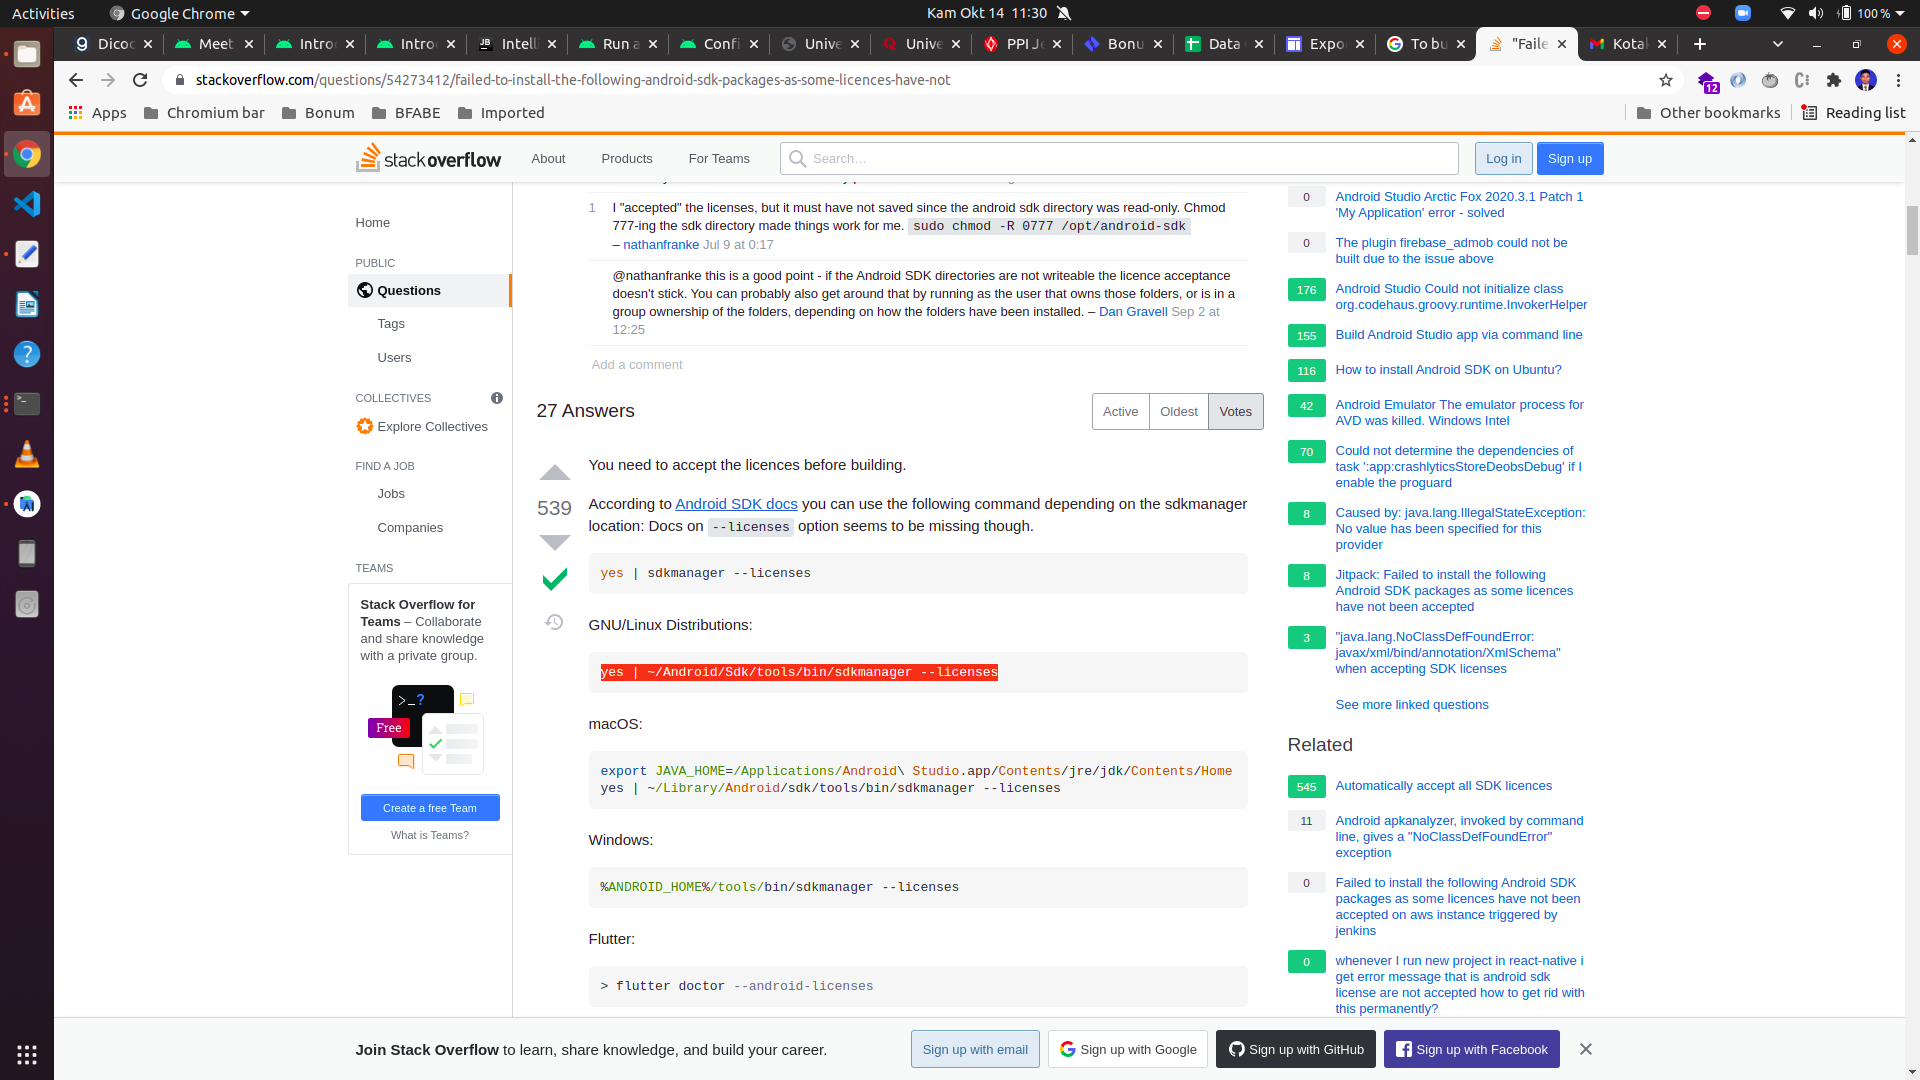 Activities
Google Chrome
Kam Okt 14 11:30
100 %
Dicoc
Meet
Intro
Intro
Intell
Run a
Confi
Unive
Unive
PPI Je
Bonu
Data
Expo
To bu
"Faile
Kotak
stackoverflow.com/questions/54273412/failed-to-install-the-following-android-sdk-packages-as-some-licences-have-not
12
Apps
Chromium bar
Bonum
BFABE
Imported
Other bookmarks
Reading list
stackoverflow
About
Products
For Teams
Search…
Log in
Sign up
Home
PUBLIC
Questions
Tags
Users
COLLECTIVES
Explore Collectives
FIND A JOB
Jobs
Companies
TEAMS
Stack Overflow for
Teams – Collaborate
and share knowledge
with a private group.
>_?
Free
Create a free Team
What is Teams?
1
I "accepted" the licenses, but it must have not saved since the android sdk directory was read-only. Chmod
777-ing the sdk directory made things work for me. sudo chmod -R 0777 /opt/android-sdk
– nathanfranke Jul 9 at 0:17
@nathanfranke this is a good point - if the Android SDK directories are not writeable the licence acceptance
doesn't stick. You can probably also get around that by running as the user that owns those folders, or is in a
group ownership of the folders, depending on how the folders have been installed. – Dan Gravell Sep 2 at
12:25
Add a comment
27 Answers
Active
Oldest
Votes
539
You need to accept the licences before building.
According to Android SDK docs you can use the following command depending on the sdkmanager
location: Docs on --licenses option seems to be missing though.
yes | sdkmanager --licenses
GNU/Linux Distributions:
yes | ~/Android/Sdk/tools/bin/sdkmanager --licenses
macOS:
export JAVA_HOME=/Applications/Android\ Studio.app/Contents/jre/jdk/Contents/Home
yes | ~/Library/Android/sdk/tools/bin/sdkmanager --licenses
Windows:
%ANDROID_HOME%/tools/bin/sdkmanager --licenses
Flutter:
> flutter doctor --android-licenses
0
Android Studio Arctic Fox 2020.3.1 Patch 1
'My Application' error - solved
0
The plugin firebase_admob could not be
built due to the issue above
176
Android Studio Could not initialize class
org.codehaus.groovy.runtime.InvokerHelper
155
Build Android Studio app via command line
116
How to install Android SDK on Ubuntu?
42
Android Emulator The emulator process for
AVD was killed. Windows Intel
70
Could not determine the dependencies of
task ':app:crashlyticsStoreDeobsDebug' if I
enable the proguard
8
Caused by: java.lang.IllegalStateException:
No value has been specified for this
provider
8
Jitpack: Failed to install the following
Android SDK packages as some licences
have not been accepted
3
"java.lang.NoClassDefFoundError:
javax/xml/bind/annotation/XmlSchema"
when accepting SDK licenses
See more linked questions
Related
545
Automatically accept all SDK licences
11
Android apkanalyzer, invoked by command
line, gives a "NoClassDefFoundError"
exception
0
Failed to install the following Android SDK
packages as some licences have not been
accepted on aws instance triggered by
jenkins
0
whenever I run new project in react-native i
get error message that is android sdk
license are not accepted how to get rid with
this permanently?
Join Stack Overflow to learn, share knowledge, and build your career.
Sign up with email
Sign up with Google
Sign up with GitHub
Sign up with Facebook